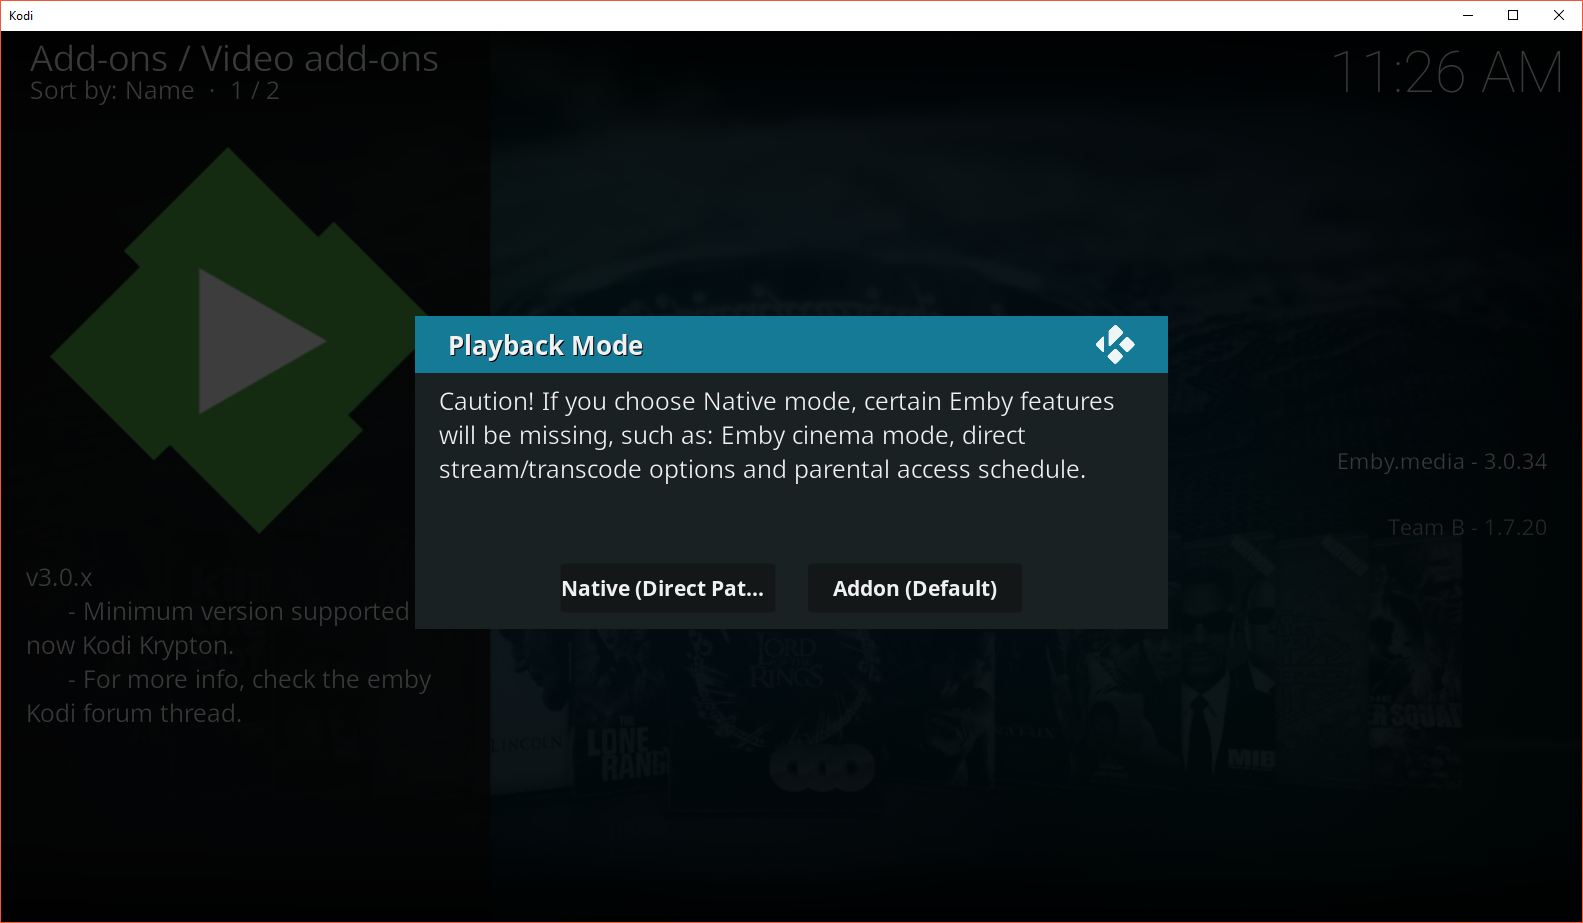 Kodi
Add-ons / Video add-ons
Sort by: Name · 1 / 2
11:26 AM
Playback Mode
Caution! If you choose Native mode, certain Emby features
will be missing, such as: Emby cinema mode, direct
stream/transcode options and parental access schedule.
Native (Direct Pat...
Addon (Default)
Emby.media - 3.0.34
Team B - 1.7.20
v3.0.x
- Minimum version supported
now Kodi Krypton.
- For more info, check the emby
Kodi forum thread.
LINCOLN
THE
LONE
RANG
LORD
RINGS
MIB
ER SQUAD